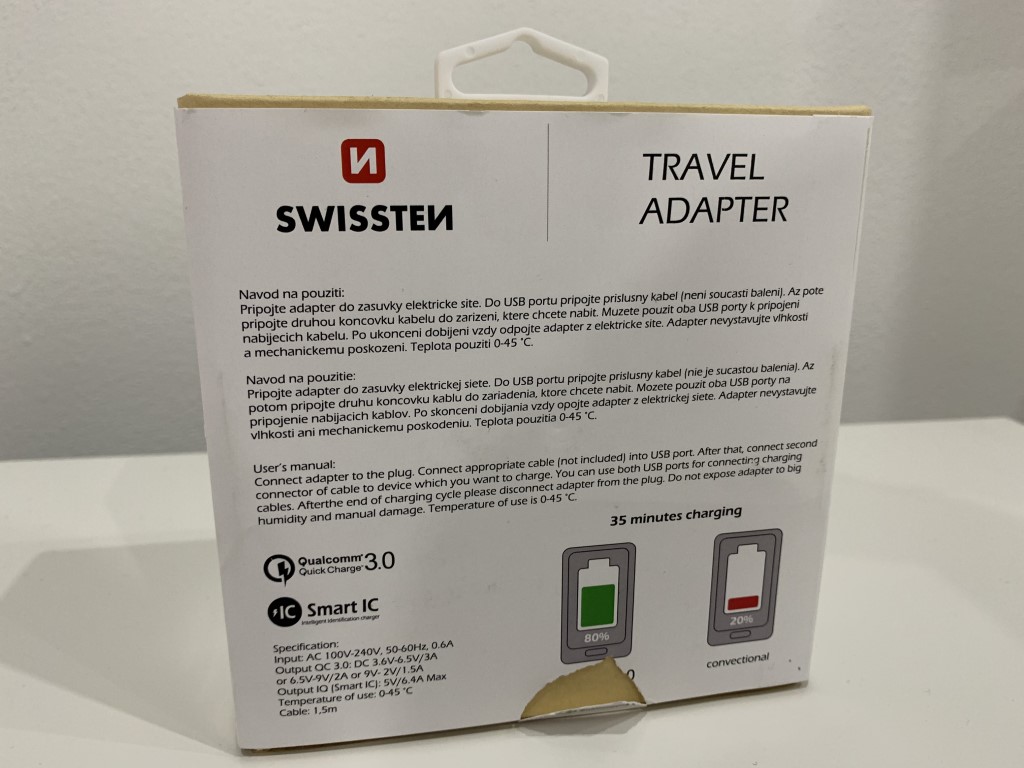 SWISSTEN
TRAVEL
ADAPTER
Navod na pouziti:
Pripojte adapter do zasuvky elektricke site. Do USB portu pripojte prislusny kabel (neni soucasti baleni). Az pote
pripojte druhou koncovku kabelu do zarizeni, ktere chcete nabit. Muzete pouzit oba USB porty k pripojeni
nabijecich kabelu. Po ukonceni dobijeni vzdy odpojte adapter z elektricke site. Adapter nevystavujte vlhkosti
a mechanickemu poskozeni. Teplota pouziti 0-45 °C.
Navod na pouzitie:
Pripojte adapter do zasuvky elektrickej siete. Do USB portu pripojte prislusny kabel (nie je sucastou balenia). Az
potom pripojte druhu koncovku kablu do zariadenia, ktore chcete nabit. Mozete pouzit oba USB porty na
pripojenie nabijacich kablov. Po skonceni dobijania vzdy opojte adapter z elektrickej siete. Adapter nevystavujte
vlhkosti ani mechanickemu poskodeniu. Teplota pouzitia 0-45 °C.
User's manual:
Connect adapter to the plug. Connect appropriate cable (not included) into USB port. After that, connect second
connector of cable to device which you want to charge. You can use both USB ports for connecting charging
cables. Afterthe end of charging cycle please disconnect adapter from the plug. Do not expose adapter to big
humidity and manual damage. Temperature of use is 0-45 °C.
35 minutes charging
Qualcomm
Quick Charge 3.0
IC Smart IC
Intelligent identification charger
80%
20%
0
convectional
Specification:
Input: AC 100V-240V, 50-60Hz, 0.6A
Output QC 3.0: DC 3.6V-6.5V/3A
or 6.5V-9V/2A or 9V- 2V/1.5A
Output IQ (Smart IC): 5V/6.4A Max
Temperature of use: 0-45 °C
Cable: 1,5m